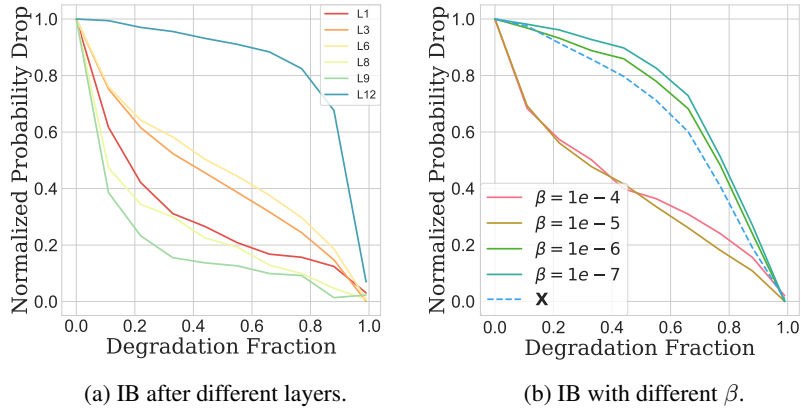 Normalized Probability Drop
1.0
0.8
0.6
0.4
0.2
0.0
0.0 0.2 0.4 0.6 0.8 1.0
Degradation Fraction
L1
L3
L6
L8
L9
L12
(a) IB after different layers.
Normalized Probability Drop
1.0
0.8
0.6
0.4
0.2
0.0
0.0 0.2 0.4 0.6 0.8 1.0
Degradation Fraction
β = 1e − 4
β = 1e − 5
β = 1e − 6
β = 1e − 7
X
(b) IB with different β.